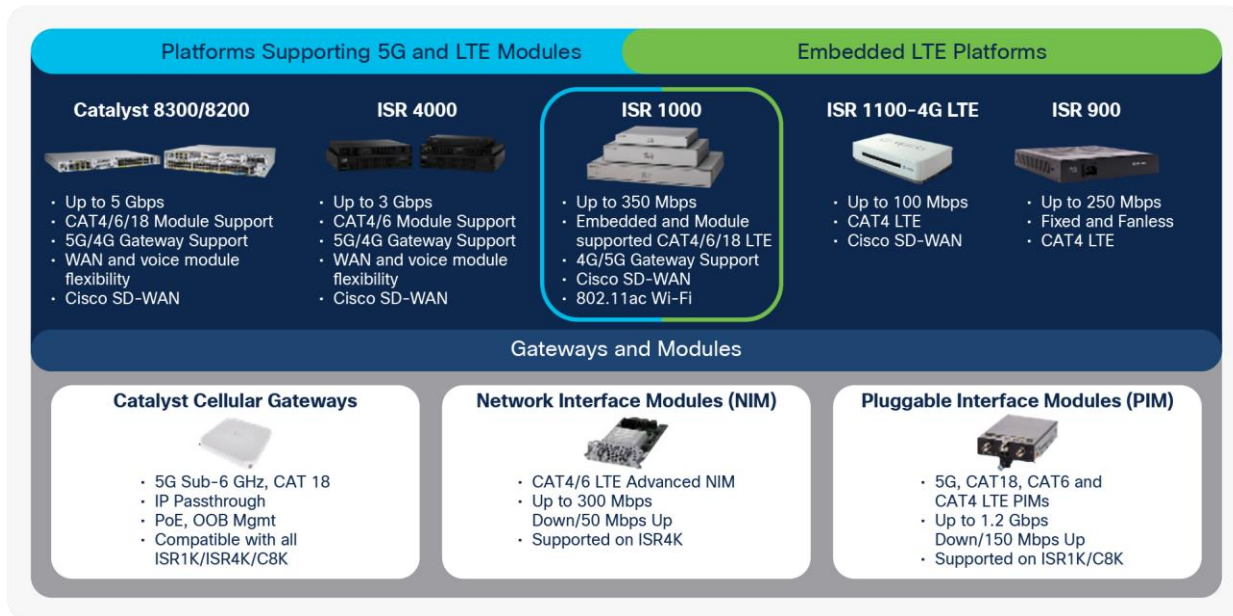 Platforms Supporting 5G and LTE Modules
Embedded LTE Platforms
Catalyst 8300/8200
• Up to 5 Gbps
• CAT4/6/18 Module Support
• 5G/4G Gateway Support
• WAN and voice module
flexibility
• Cisco SD-WAN
ISR 4000
• Up to 3 Gbps
• CAT4/6 Module Support
• 5G/4G Gateway Support
• WAN and voice module
flexibility
• Cisco SD-WAN
ISR 1000
• Up to 350 Mbps
• Embedded and Module
supported CAT4/6/18 LTE
• 4G/5G Gateway Support
• Cisco SD-WAN
• 802.11ac Wi-Fi
ISR 1100-4G LTE
• Up to 100 Mbps
• CAT4 LTE
• Cisco SD-WAN
ISR 900
• Up to 250 Mbps
• Fixed and Fanless
• CAT4 LTE
Gateways and Modules
Catalyst Cellular Gateways
• 5G Sub-6 GHz, CAT 18
• IP Passthrough
• PoE, OOB Mgmt
• Compatible with all
ISR1K/ISR4K/C8K
Network Interface Modules (NIM)
• CAT4/6 LTE Advanced NIM
• Up to 300 Mbps
Down/50 Mbps Up
• Supported on ISR4K
Pluggable Interface Modules (PIM)
• 5G, CAT18, CAT6 and
CAT4 LTE PIMs
• Up to 1.2 Gbps
Down/150 Mbps Up
• Supported on ISR1K/C8K